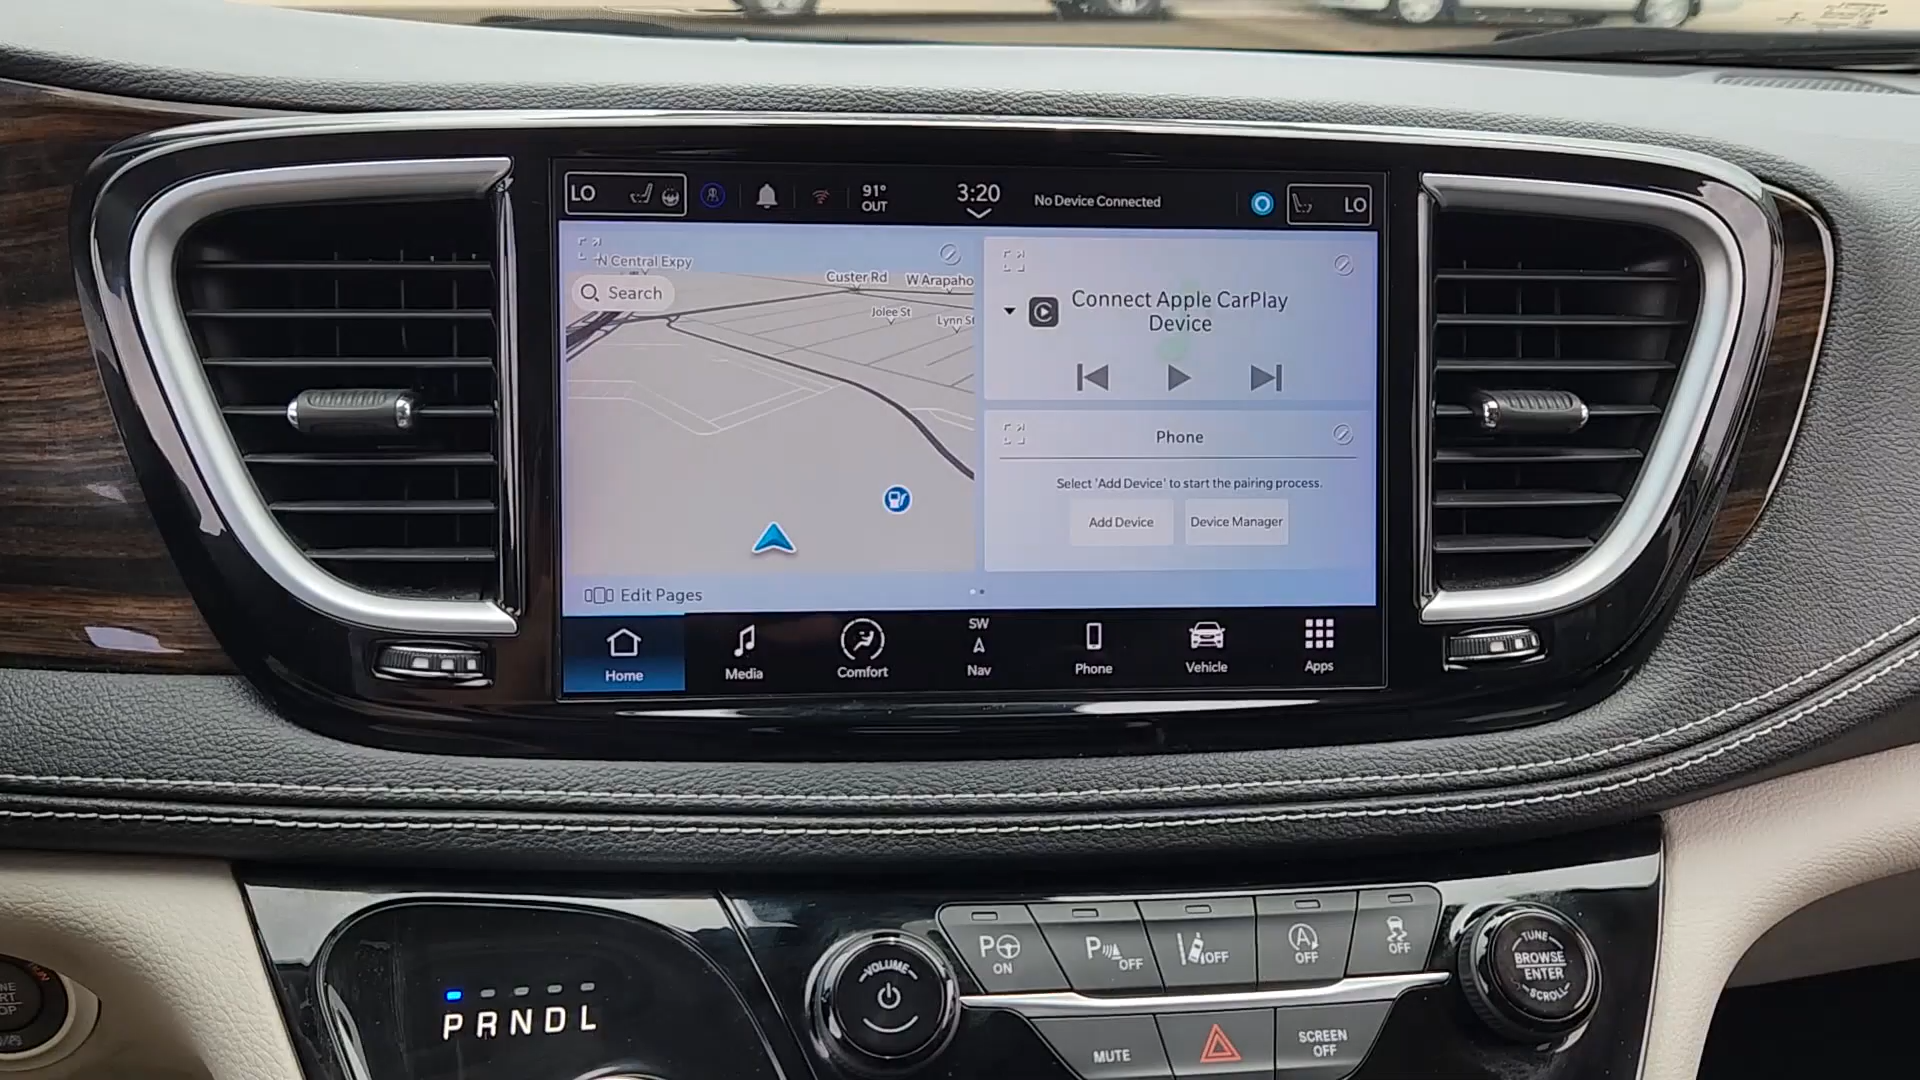 LO
91°
OUT
3:20
No Device Connected
LO
N Central Expy
Search
Custer Rd
W Arapaho
Jolee St
Lynn St
Edit Pages
Connect Apple CarPlay
Device
Phone
Select 'Add Device' to start the pairing process.
Add Device
Device Manager
Home
Media
Comfort
SW
Nav
Phone
Vehicle
Apps
P R N D L
VOLUME
P ON
P OFF
OFF
A OFF
OFF
MUTE
SCREEN
OFF
TUNE
BROWSE
ENTER
SCROLL